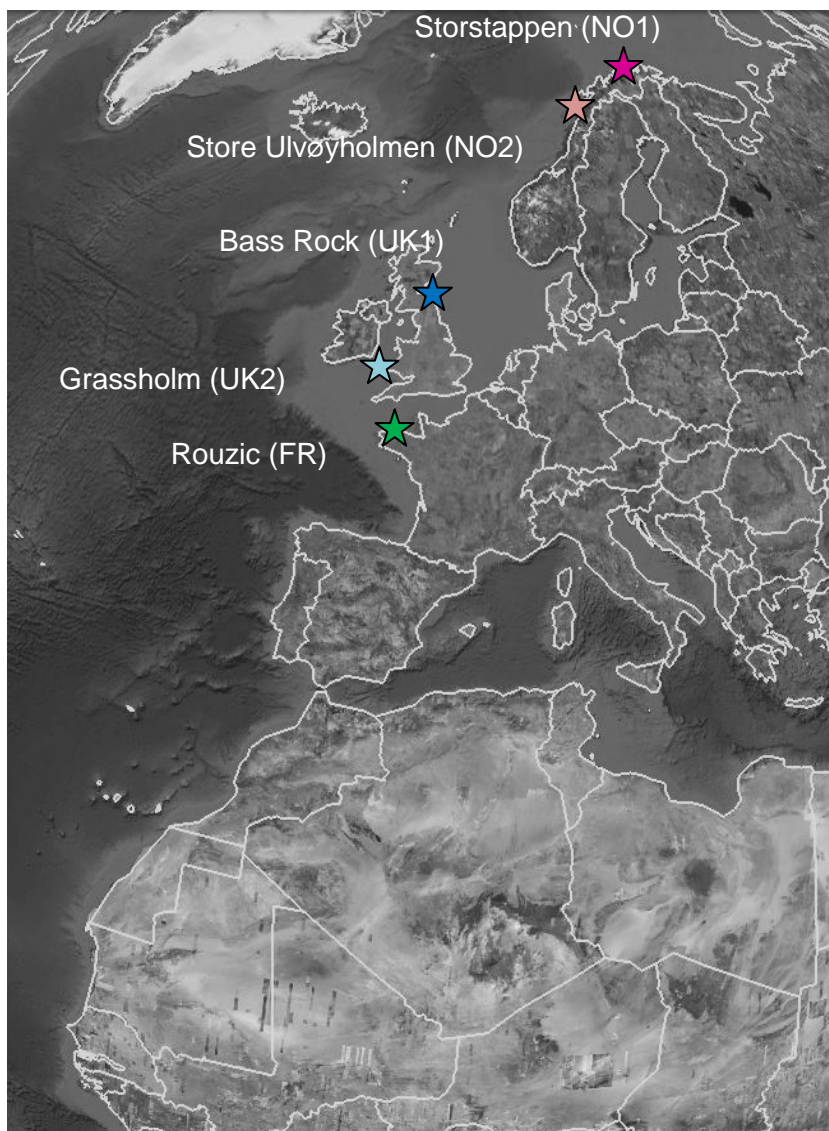 Storstappen (NO1)
Store Ulvøyholmen (NO2)
Bass Rock (UK1)
Grassholm (UK2)
Rouzic (FR)